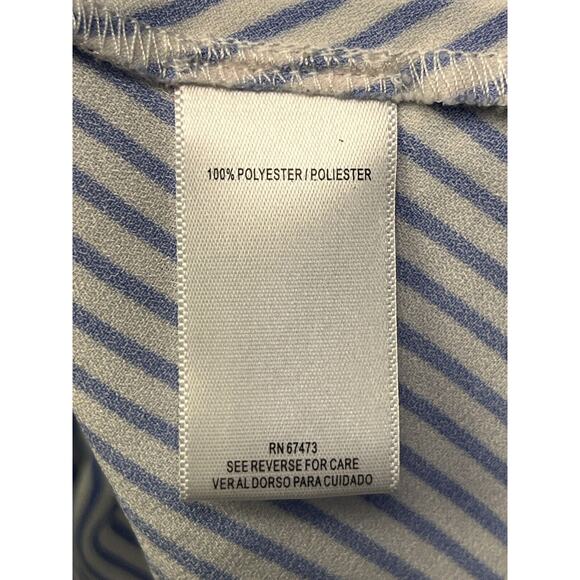 100% POLYESTER / POLIESTER
RN 67473
SEE REVERSE FOR CARE
VER AL DORSO PARA CUIDADO